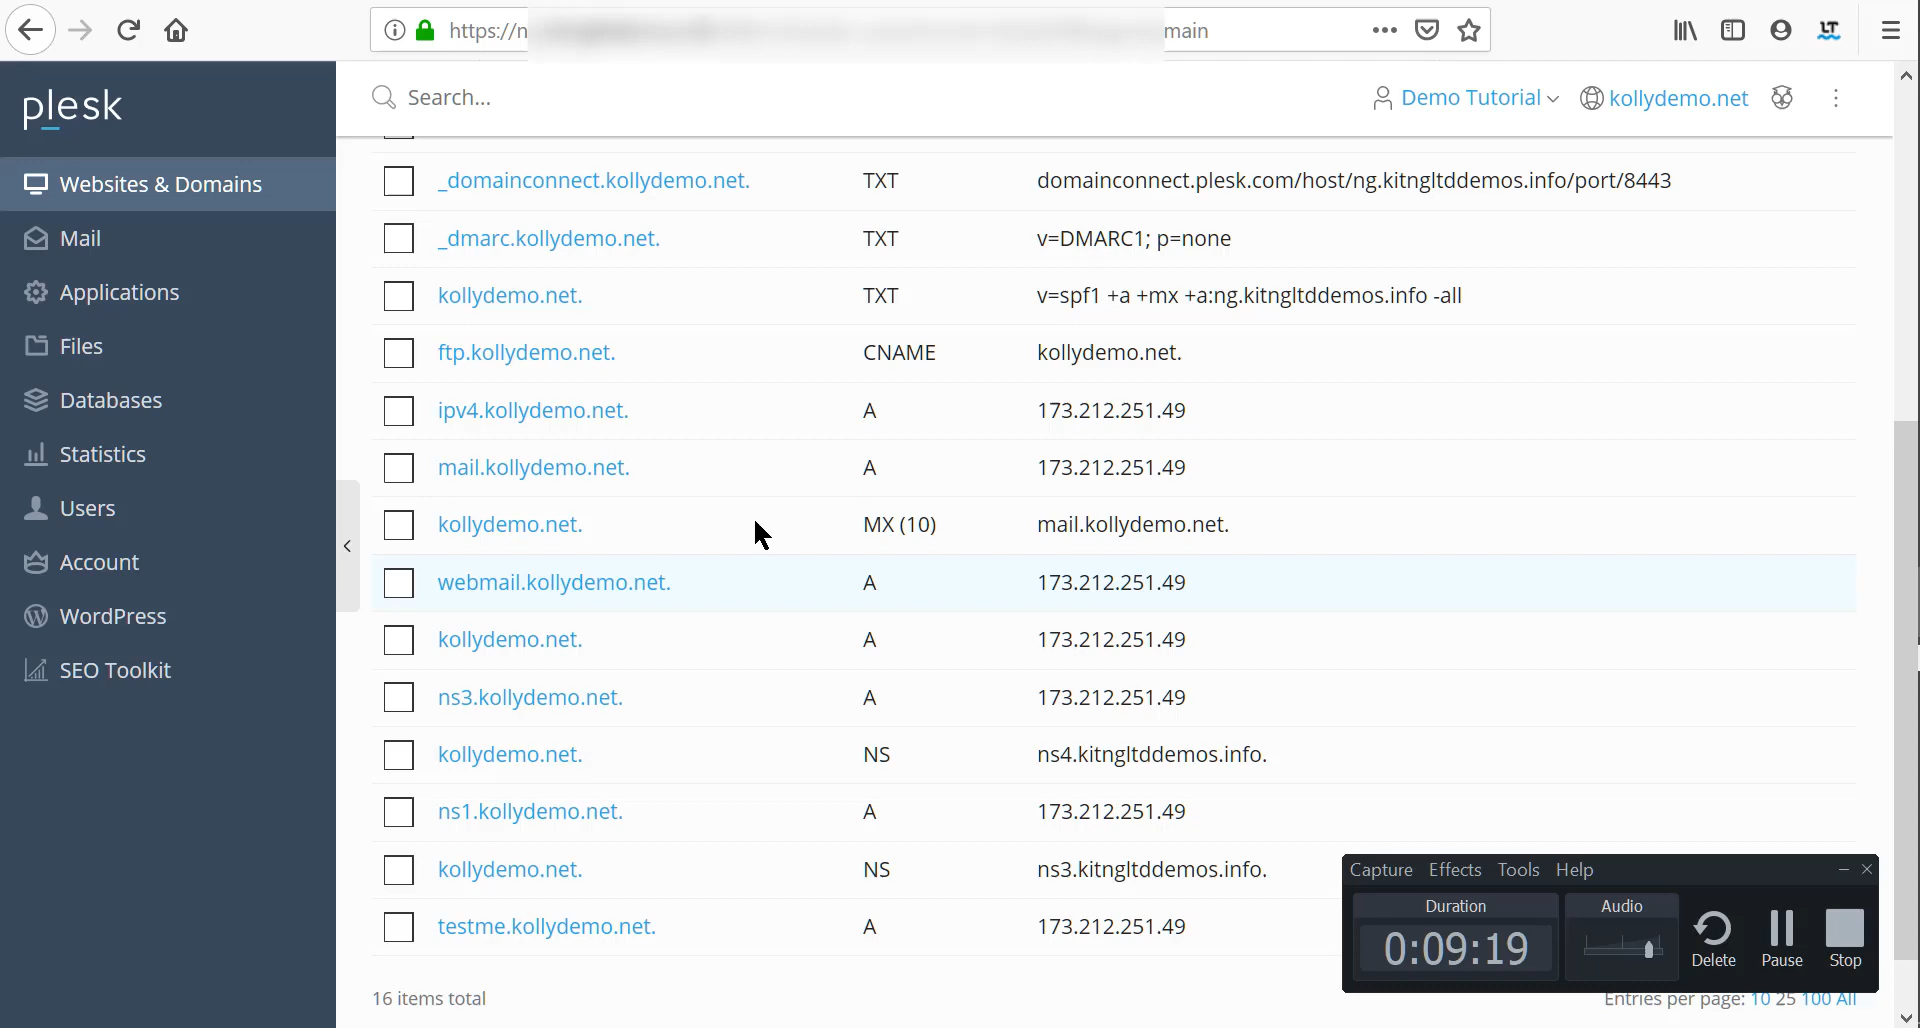 https://n main
plesk
Search...
Demo Tutorial
kollydemo.net
Websites & Domains
Mail
Applications
Files
Databases
Statistics
Users
Account
WordPress
SEO Toolkit
_domainconnect.kollydemo.net. TXT domainconnect.plesk.com/host/ng.kitngltddemos.info/port/8443
_dmarc.kollydemo.net. TXT v=DMARC1; p=none
kollydemo.net. TXT v=spf1 +a +mx +a:ng.kitngltddemos.info -all
ftp.kollydemo.net. CNAME kollydemo.net.
ipv4.kollydemo.net. A 173.212.251.49
mail.kollydemo.net. A 173.212.251.49
kollydemo.net. MX (10) mail.kollydemo.net.
webmail.kollydemo.net. A 173.212.251.49
kollydemo.net. A 173.212.251.49
ns3.kollydemo.net. A 173.212.251.49
kollydemo.net. NS ns4.kitngltddemos.info.
ns1.kollydemo.net. A 173.212.251.49
kollydemo.net. NS ns3.kitngltddemos.info.
testme.kollydemo.net. A 173.212.251.49
16 items total
Entries per page: 10 25 100 All
Capture Effects Tools Help
Duration
0:09:19
Audio
Delete
Pause
Stop
LT